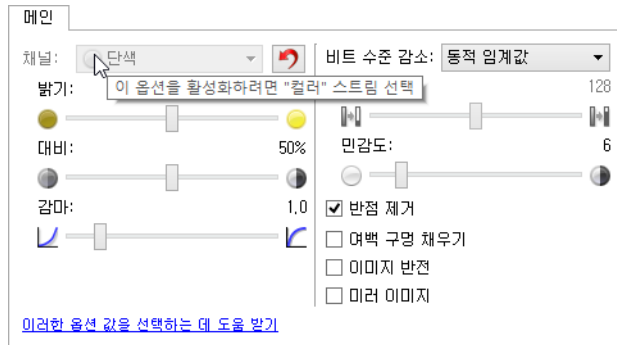 메인
채널: 단색
비트 수준 감소: 동적 임계값
이 옵션을 활성화하려면 "컬러" 스트림 선택
밝기:
128
대비: 50%
민감도: 6
감마: 1,0
반점 제거
여백 구멍 채우기
이미지 반전
미러 이미지
이러한 옵션 값을 선택하는 데 도움 받기